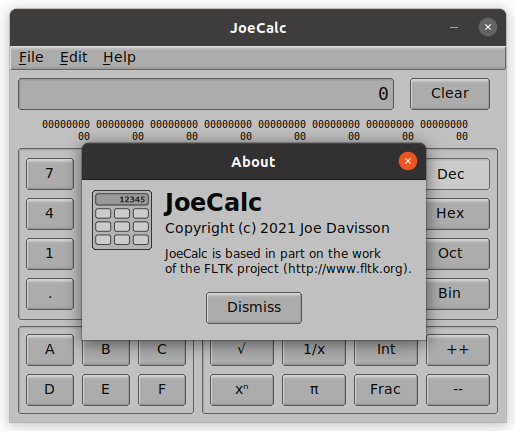 JoeCalc
File Edit Help
0 Clear
00000000 00000000 00000000 00000000 00000000 00000000 00000000 00000000
00 00 00 00 00 00 00 00
About
7 Dec
12345
JoeCalc
4 Hex
Copyright (c) 2021 Joe Davisson
1 Oct
JoeCalc is based in part on the work
of the FLTK project (http://www.fltk.org).
. Bin
Dismiss
A B C √ 1/x Int ++
D E F xⁿ π Frac --